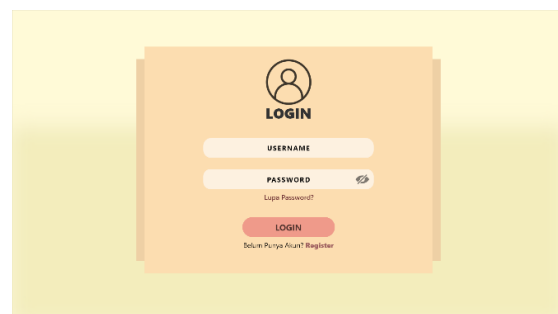 LOGIN
USERNAME
PASSWORD
Lupa Password?
LOGIN
Belum Punya Akun? Register